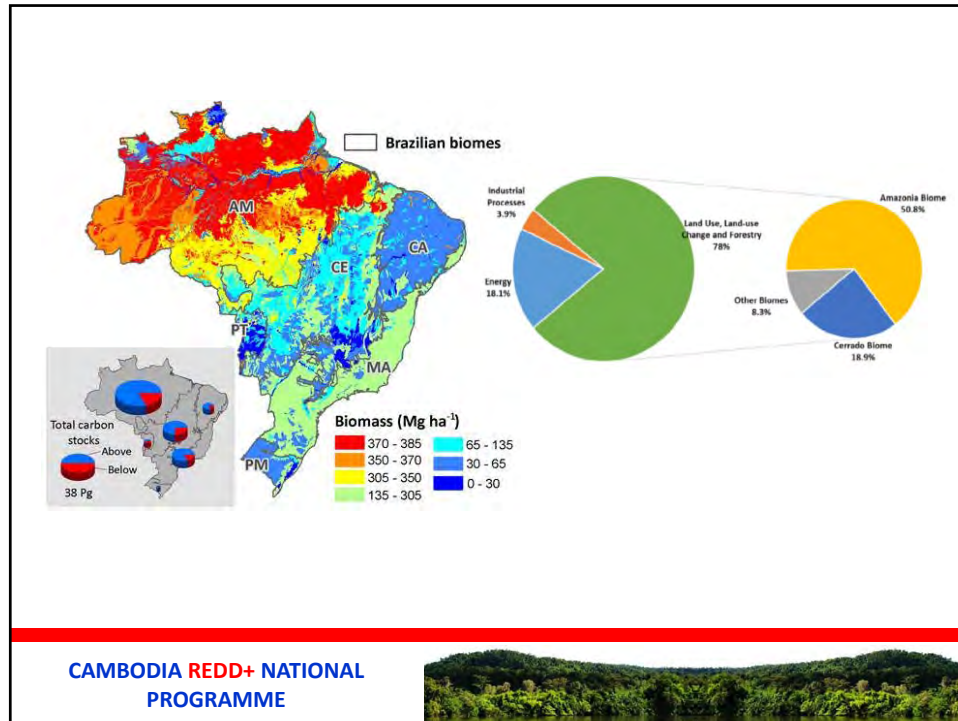 Brazilian biomes
AM
CA
CE
PT
MA
PM
Biomass (Mg ha⁻¹)
370 - 385
350 - 370
305 - 350
135 - 305
65 - 135
30 - 65
0 - 30
Total carbon
stocks
Above
Below
38 Pg
Industrial
Processes
3.9%
Energy
18.1%
Land Use, Land-use
Change and Forestry
78%
Amazonia Biome
50.8%
Other Biomes
8.3%
Cerrado Biome
18.9%
CAMBODIA REDD+ NATIONAL
PROGRAMME